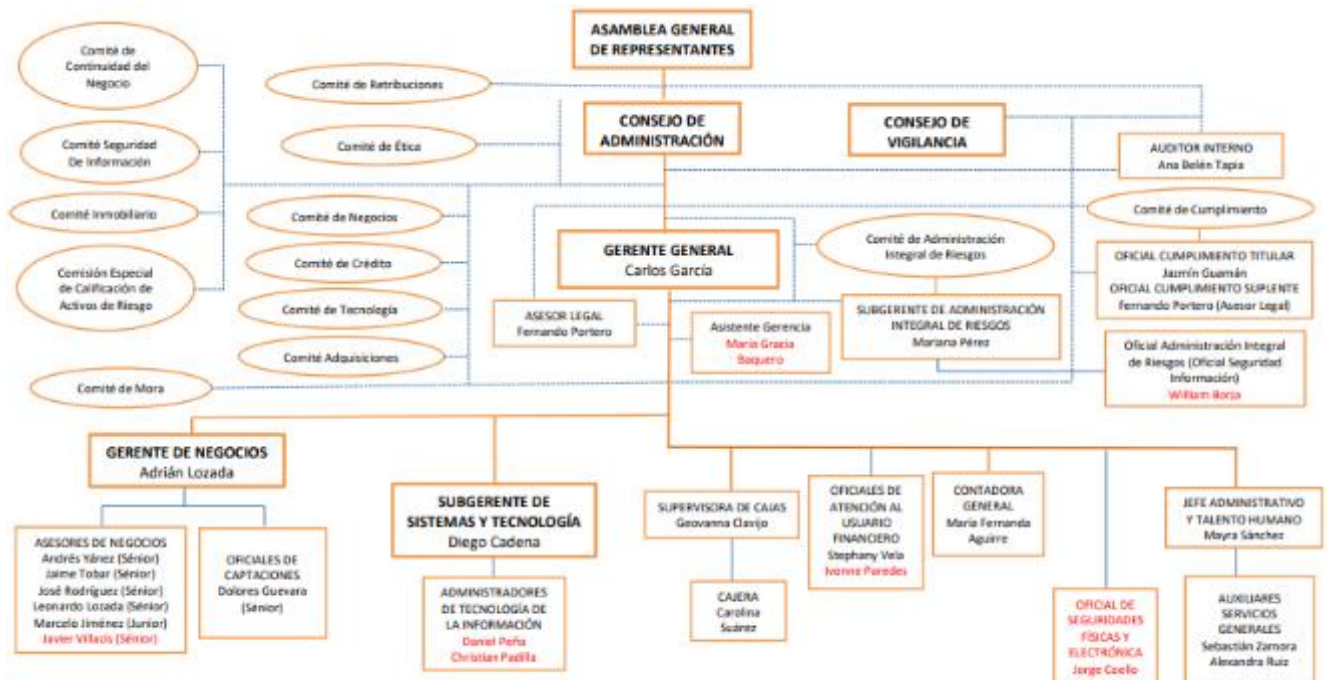 ASAMBLEA GENERAL
DE REPRESENTANTES
Comité de
Continuidad del
Negocio
Comité de Retribuciones
CONSEJO DE
ADMINISTRACIÓN
CONSEJO DE
VIGILANCIA
Comité Seguridad
De Información
Comité de Ética
AUDITOR INTERNO
Ana Belén Tapia
Comité Inmobiliario
Comité de Negocios
Comité de Cumplimiento
GERENTE GENERAL
Carlos García
Comité de Administración
Integral de Riesgos
Comisión Especial
de Calificación de
Activos de Riesgo
Comité de Crédito
OFICIAL CUMPLIMIENTO TITULAR
Jazmín Guamán
OFICIAL CUMPLIMIENTO SUPLENTE
Fernando Portero (Asesor Legal)
Comité de Tecnología
ASESOR LEGAL
Fernando Portero
Asistente Gerencia
María Gracia
Baquero
SUBGERENTE DE ADMINISTRACIÓN
INTEGRAL DE RIESGOS
Mariana Pérez
Comité Adquisiciones
Oficial Administración Integral
de Riesgos (Oficial Seguridad
Información)
William Borja
Comité de Mora
GERENTE DE NEGOCIOS
Adrián Lozada
SUBGERENTE DE
SISTEMAS Y TECNOLOGÍA
Diego Cadena
SUPERVISORA DE CAJAS
Geovanna Clavijo
OFICIALES DE
ATENCIÓN AL
USUARIO
FINANCIERO
Stephany Vela
Ivonne Paredes
CONTADORA
GENERAL
María Fernanda
Aguirre
JEFE ADMINISTRATIVO
Y TALENTO HUMANO
Mayra Sánchez
ASESORES DE NEGOCIOS
Andrés Yánez (Sénior)
Jaime Tobar (Sénior)
José Rodríguez (Sénior)
Leonardo Lozada (Sénior)
Marcelo Jiménez (Junior)
Javier Villacis (Sénior)
OFICIALES DE
CAPTACIONES
Dolores Guevara
(Sénior)
ADMINISTRADORES
DE TECNOLOGÍA DE
LA INFORMACIÓN
Daniel Peña
Christian Padilla
CAJERA
Carolina
Suárez
OFICIAL DE
SEGURIDADES
FÍSICAS Y
ELECTRÓNICA
Jorge Coello
AUXILIARES
SERVICIOS
GENERALES
Sebastián Zamora
Alexandra Ruiz